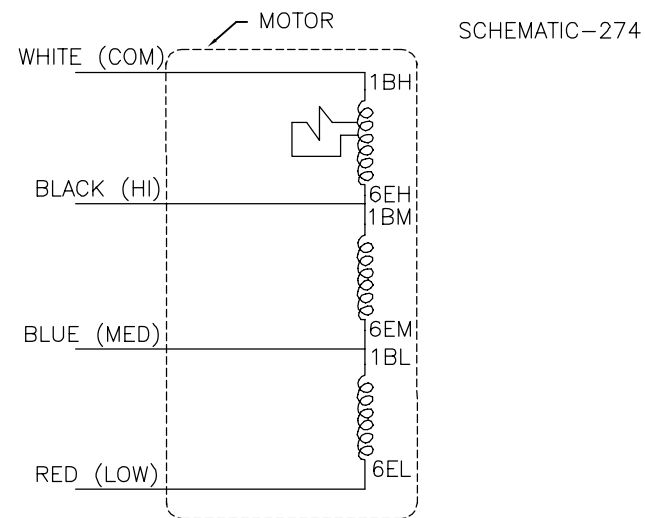 MOTOR
SCHEMATIC-274
WHITE (COM)
1BH
BLACK (HI)
6EH
1BM
BLUE (MED)
6EM
1BL
RED (LOW)
6EL